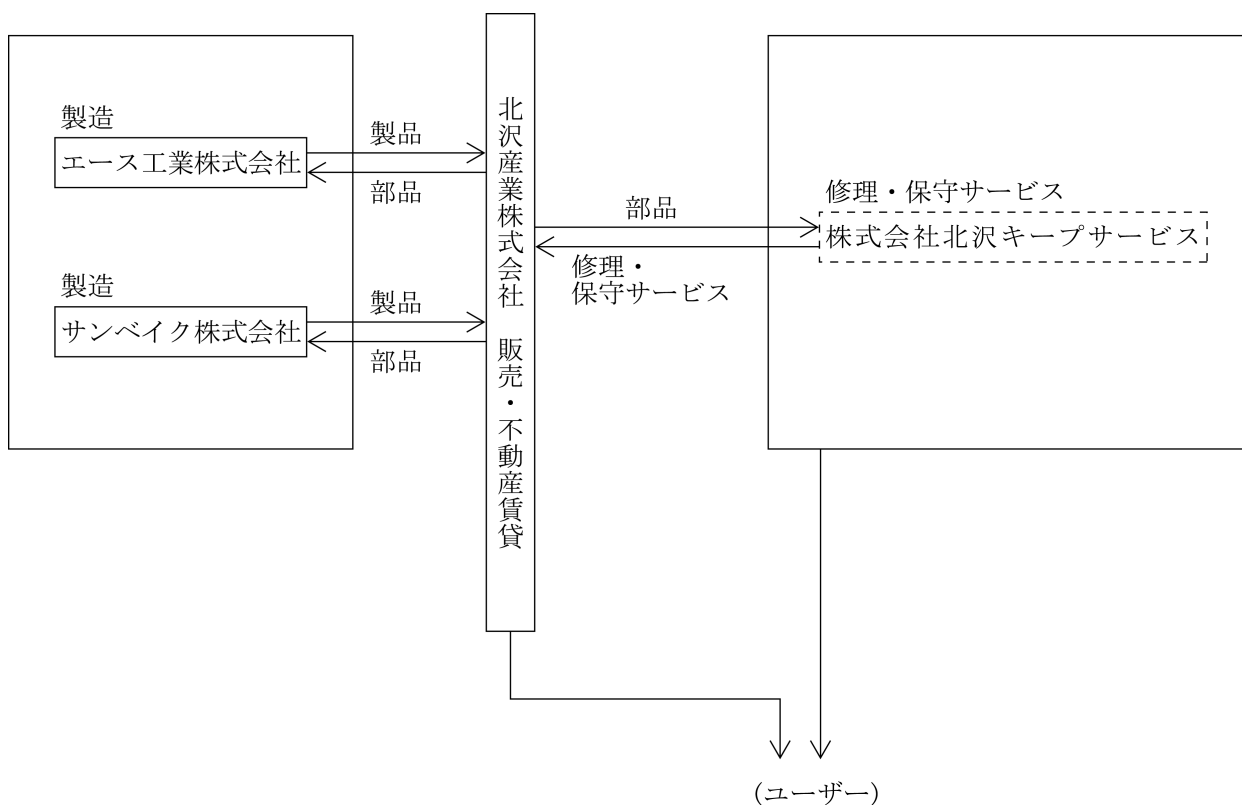 製造
エース工業株式会社
製品
部品
製造
サンベイク株式会社
製品
部品
北沢産業株式会社　販売・不動産賃貸
部品
修理・
保守サービス
修理・保守サービス
株式会社北沢キープサービス
(ユーザー)